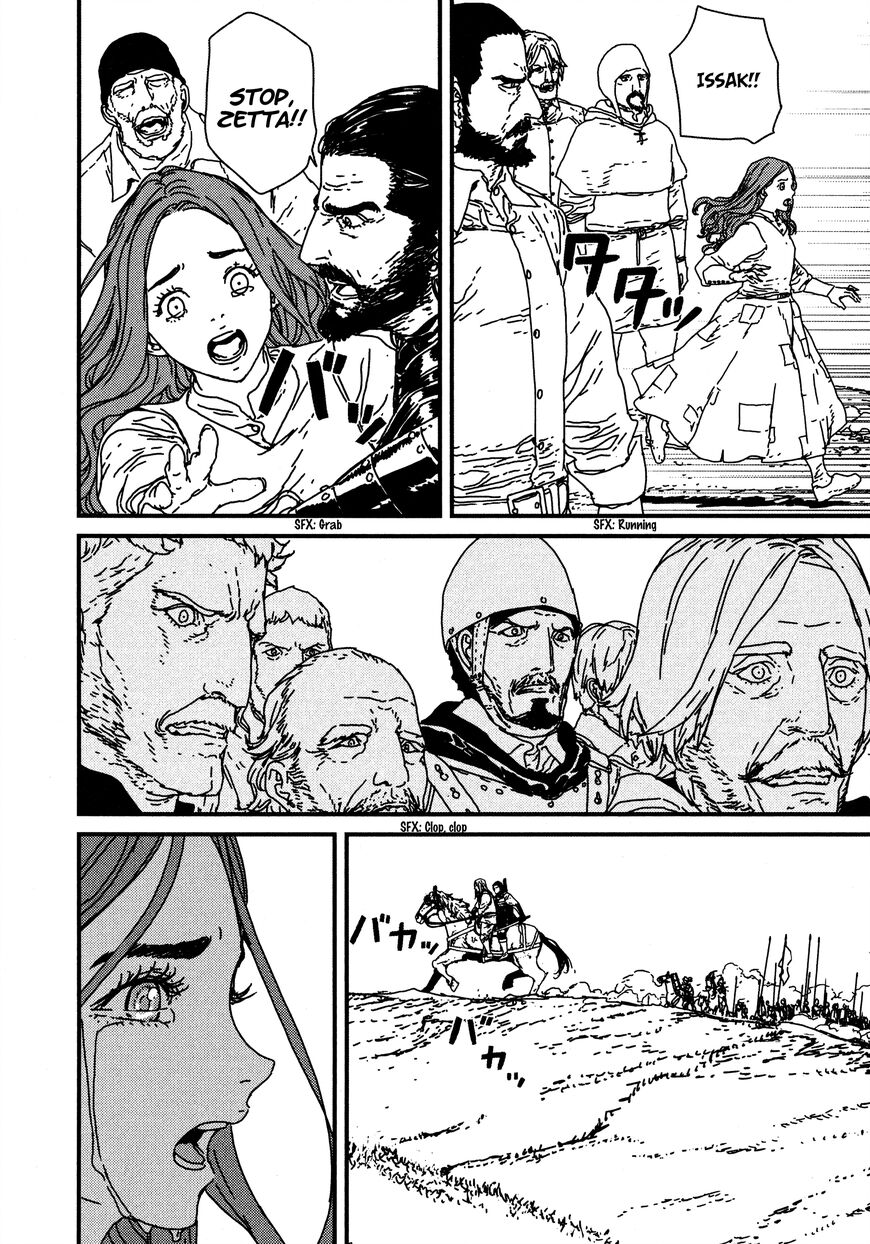 ISSAK!!
タタタッ
SFX: Running
STOP,
ZETTA!!
バッ
SFX: Grab
SFX: Clop, clop
バカッ
バカッ